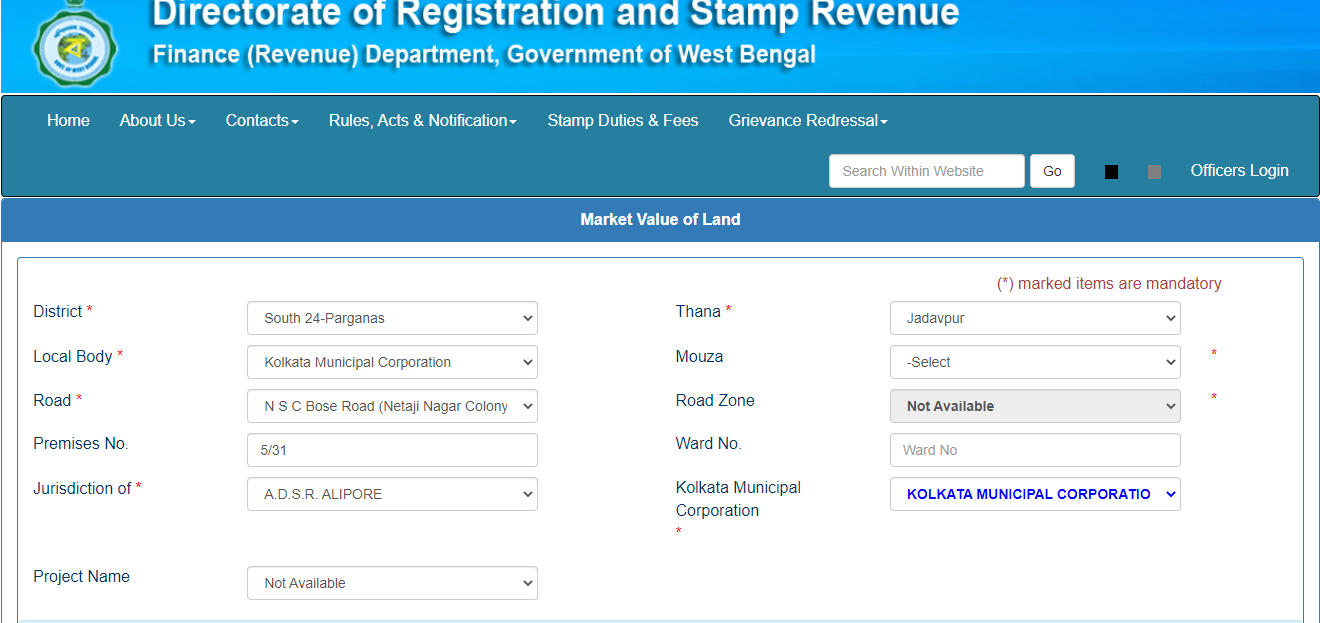 Directorate of Registration and Stamp Revenue
Finance (Revenue) Department, Government of West Bengal
Home About Us Contacts Rules, Acts & Notification Stamp Duties & Fees Grievance Redressal
Search Within Website Go Officers Login
Market Value of Land
(*) marked items are mandatory
District * South 24-Parganas Thana * Jadavpur
Local Body * Kolkata Municipal Corporation Mouza -Select *
Road * N S C Bose Road (Netaji Nagar Colony Road Zone Not Available *
Premises No. 5/31 Ward No. Ward No
Jurisdiction of * A.D.S.R. ALIPORE Kolkata Municipal KOLKATA MUNICIPAL CORPORATIO
Corporation
*
Project Name Not Available